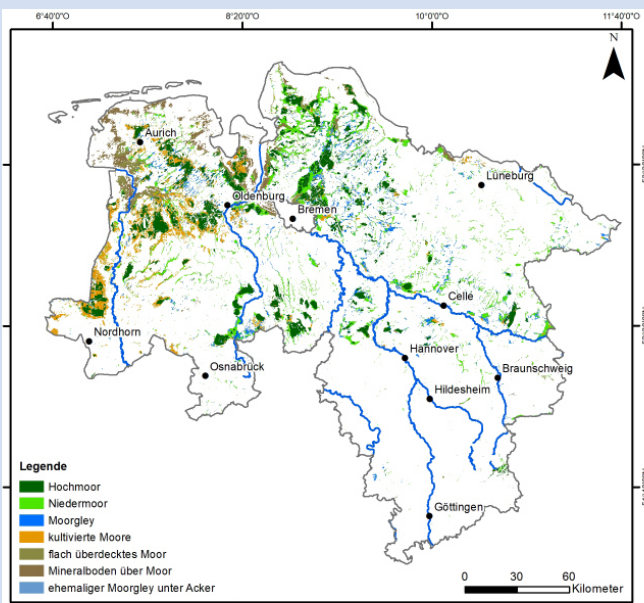 6°40'0"O
8°20'0"O
10°0'0"O
11°40'0"O
N
Aurich
Lüneburg
Oldenburg
Bremen
Celle
Nordhorn
Hannover
Braunschweig
Osnabrück
Hildesheim
Göttingen
Legende
Hochmoor
Niedermoor
Moorgley
kultivierte Moore
flach überdecktes Moor
Mineralboden über Moor
ehemaliger Moorgley unter Acker
0 30 60
Kilometer